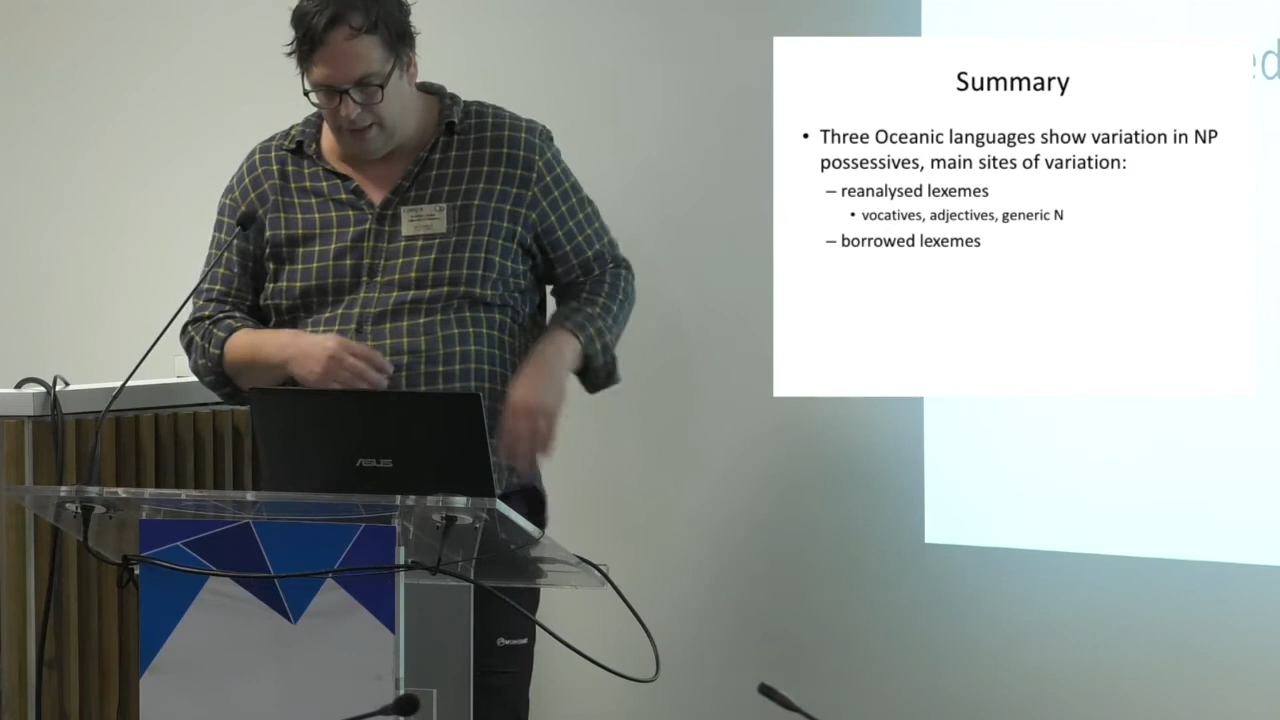 Summary
• Three Oceanic languages show variation in NP
possessives, main sites of variation:
– reanalysed lexemes
• vocatives, adjectives, generic N
– borrowed lexemes
ed
ASUS